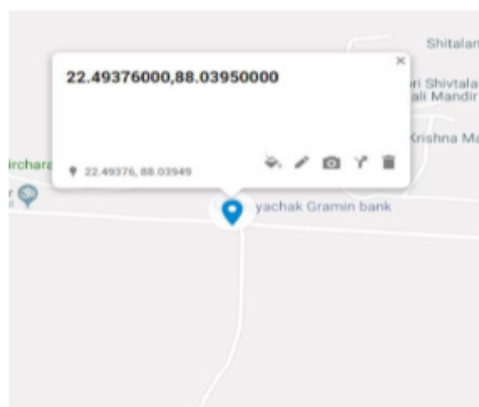 Shitalan
22.49376000,88.03950000
ri Shivtala
ali Mandir
Krishna Ma
irchara
22.49376, 88.03949
r
yachak Gramin bank